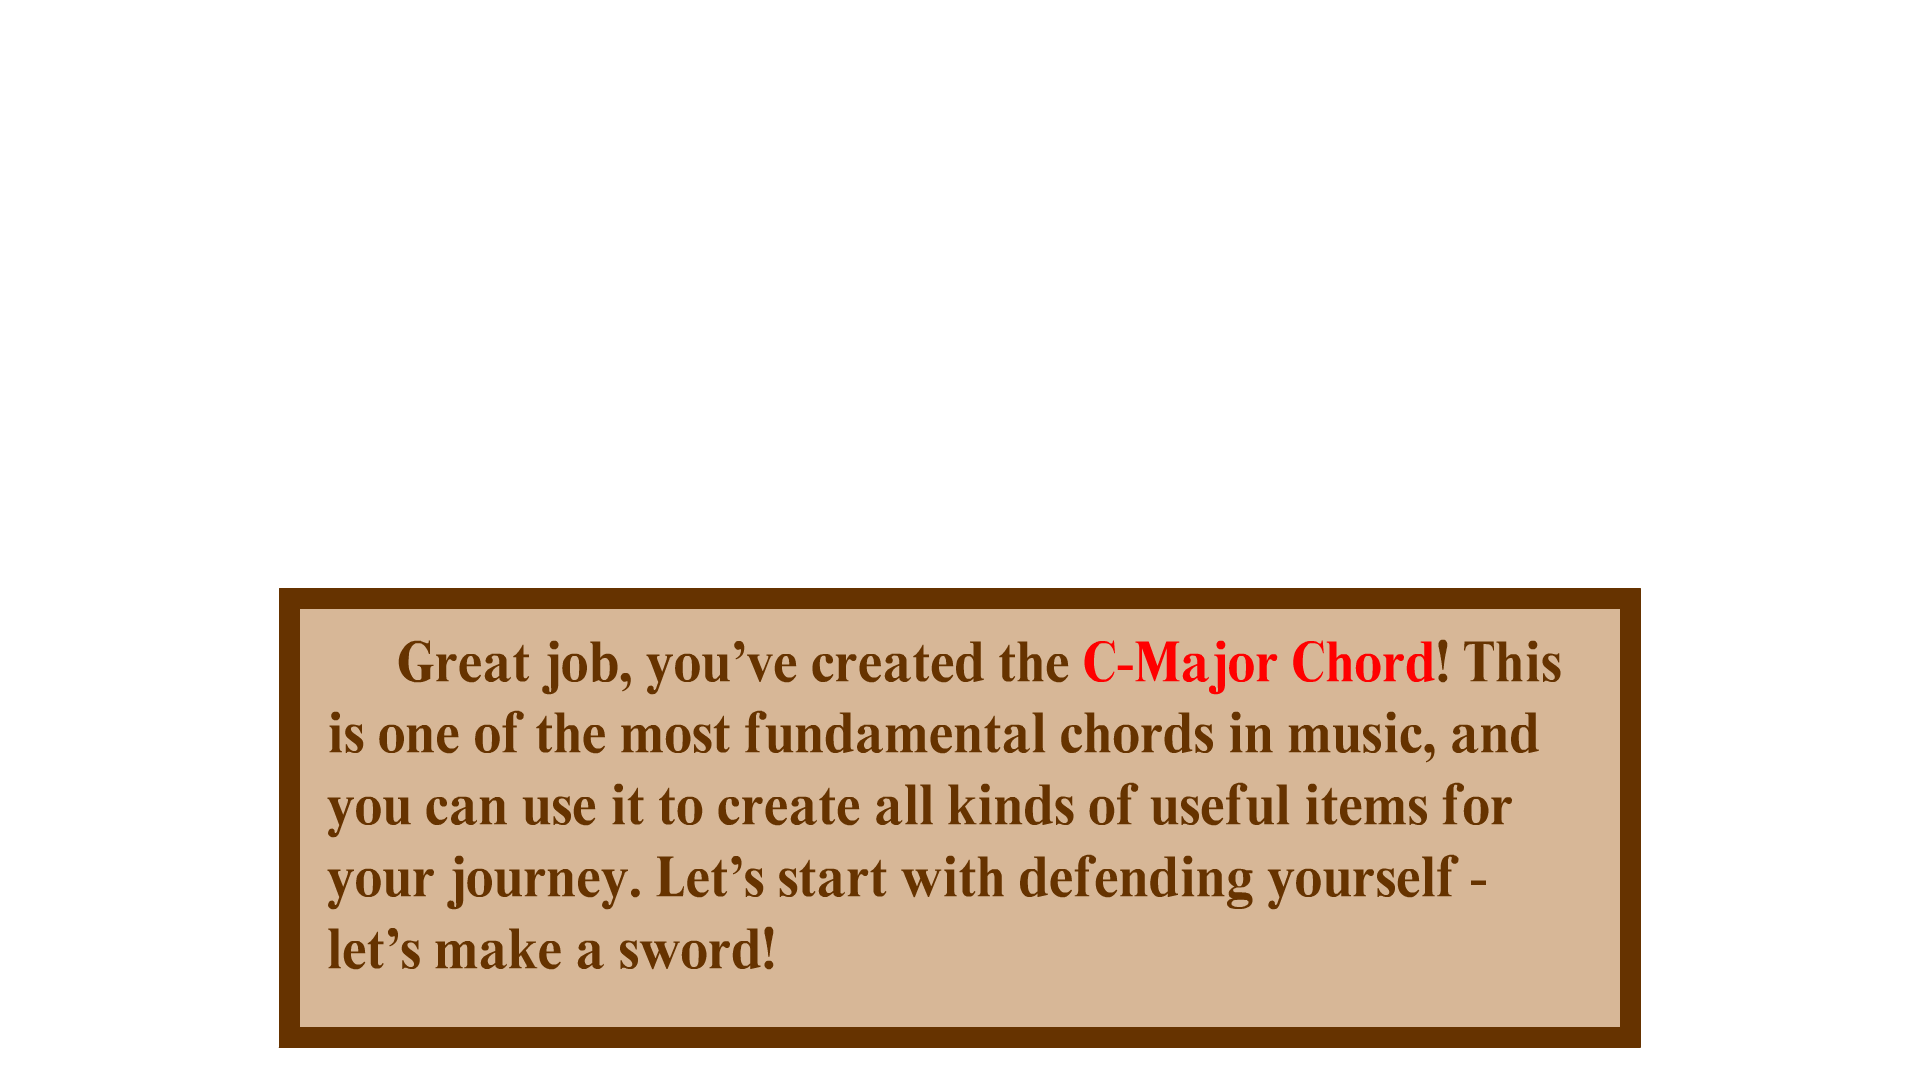 Great job, you’ve created the C-Major Chord! This
is one of the most fundamental chords in music, and
you can use it to create all kinds of useful items for
your journey. Let’s start with defending yourself -
let’s make a sword!